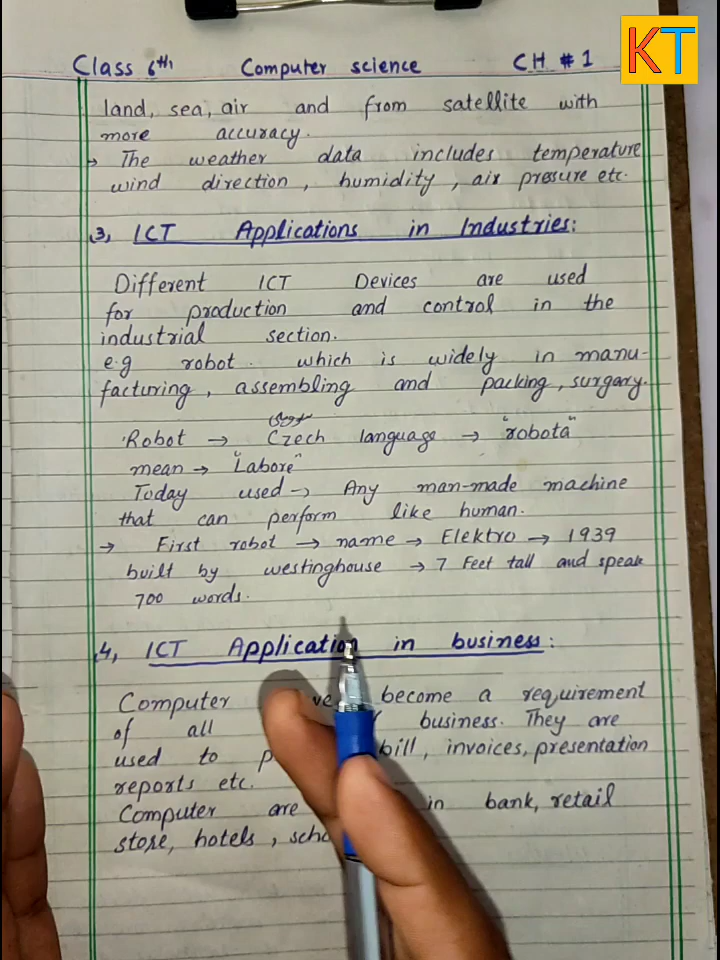 KT
Class 6th Computer science CH # 1
land, sea, air and from satellite with
more accuracy.
→ The weather data includes temperature
wind direction, humidity, air presure etc.
3, ICT Applications in Industries:
Different ICT Devices are used
for production and control in the
industrial section.
e.g robot. which is widely in manu-
facturing, assembling and packing, surgary.
Robot → Czech language → "robota"
mean → "Labore"
Today used → Any man-made machine
that can perform like human.
→ First robot → name → Elektro → 1939
built by westinghouse → 7 Feet tall and speak
700 words.
4, ICT Application in business:
Computer ve become a requirement
of all business. They are
used to p bill, invoices, presentation
reports etc.
Computer are in bank, retail
store, hotels, scho